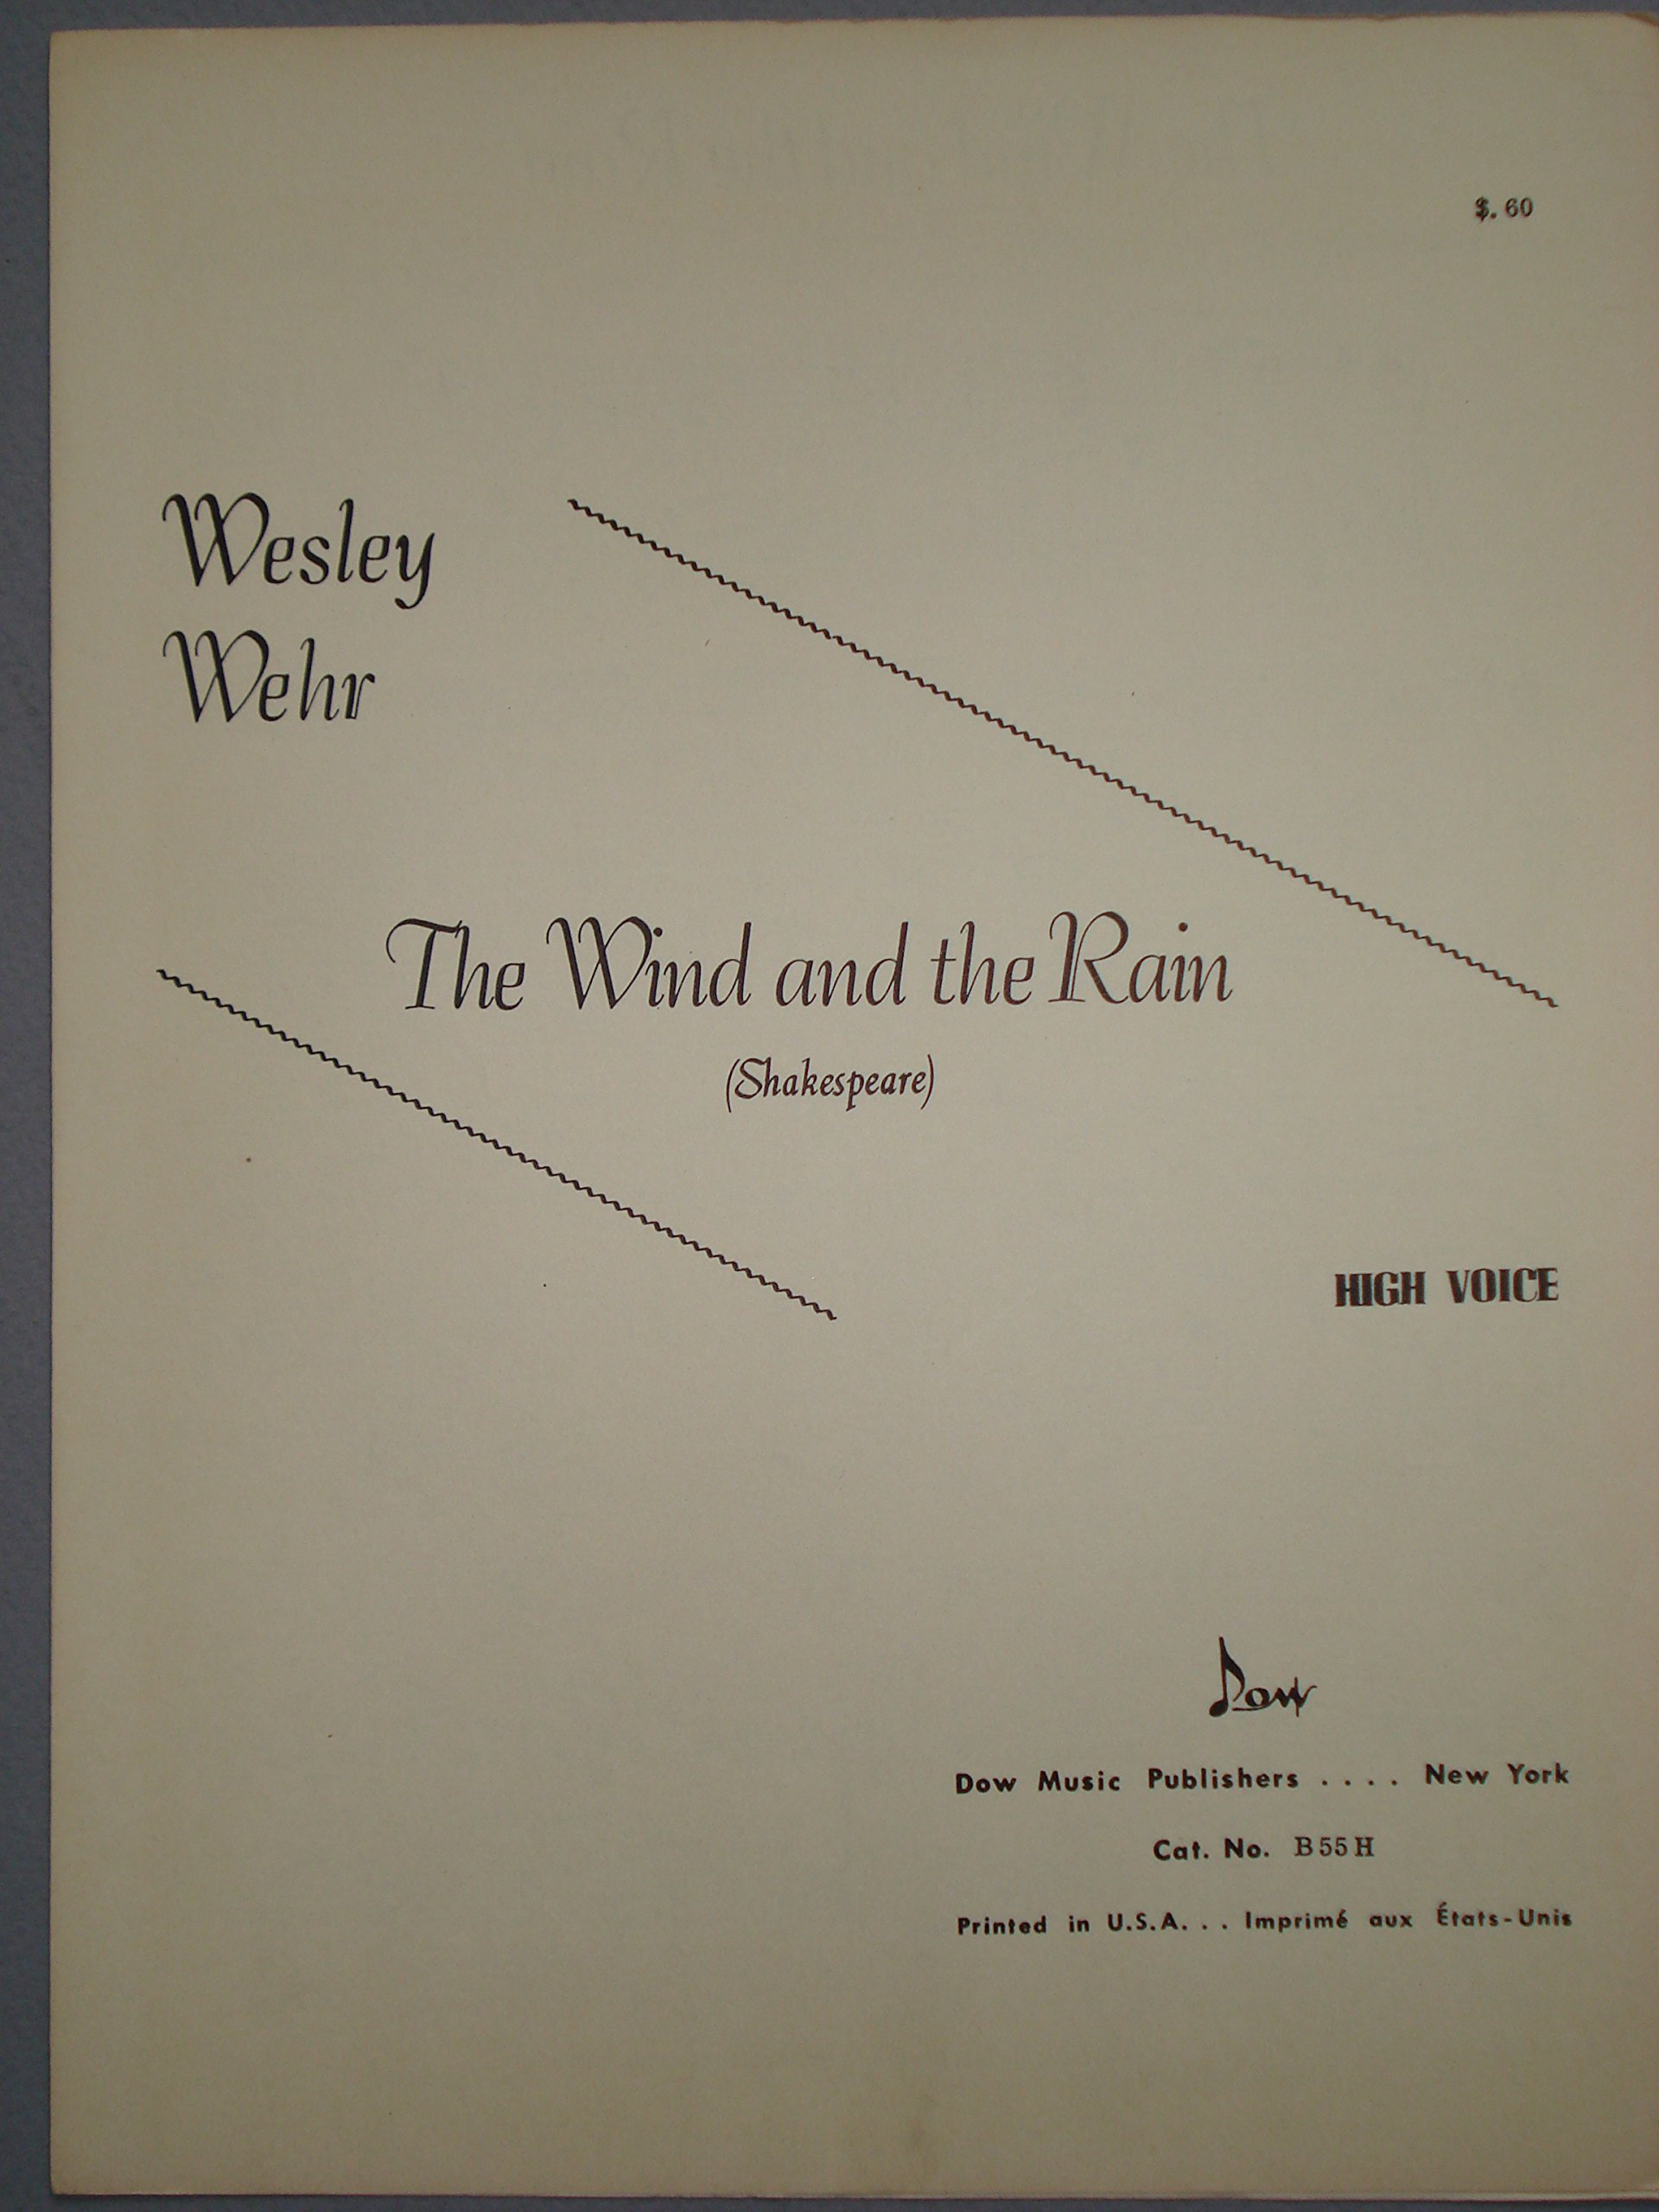 $.60
Wesley
Wehr
The Wind and the Rain
(Shakespeare)
HIGH VOICE
Dow
Dow Music Publishers . . . . New York
Cat. No. B55H
Printed in U.S.A. . . Imprimé aux États-Unis